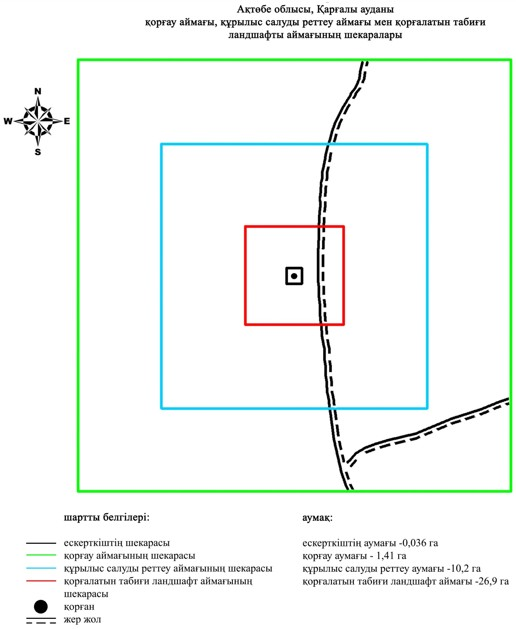 Ақтөбе облысы, Қарғалы ауданы
қорғау аймағы, құрылыс салуды реттеу аймағы мен қорғалатын табиғи
ландшафты аймағының шекаралары
N
W E
S
шартты белгілері:
ескерткіштің шекарасы
қорғау аймағының шекарасы
құрылыс салуды реттеу аймағының шекарасы
қорғалатын табиғи ландшафт аймағының
шекарасы
қорған
жер жол
аумақ:
ескерткіштің аумағы -0,036 га
қорғау аумағы - 1,41 га
құрылыс салуды реттеу аумағы -10,2 га
қорғалатын табиғи ландшафт аймағы -26,9 га